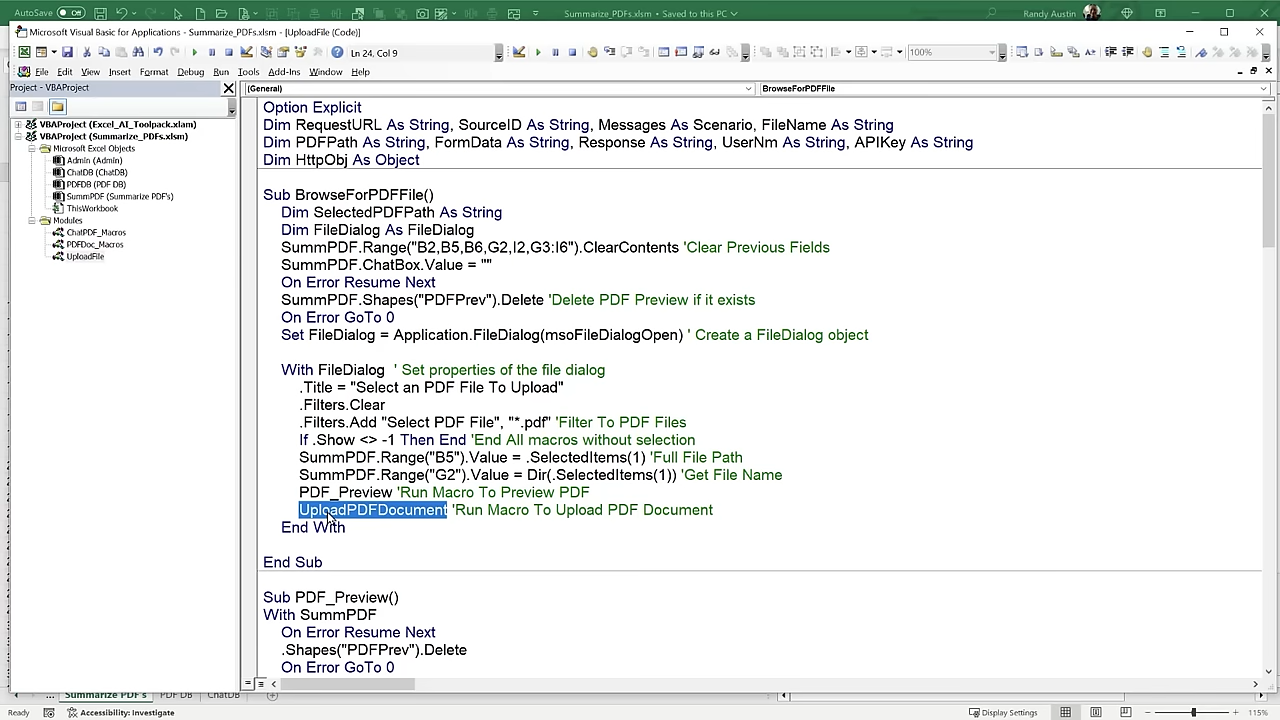 AutoSave Off Summarize_PDFs.xlsm • Saved to this PC Randy Austin
Microsoft Visual Basic for Applications - Summarize_PDFs.xlsm - [UploadFile (Code)]
Ln 24, Col 9 100%
File Edit View Insert Format Debug Run Tools Add-Ins Window Help
Project - VBAProject
(General) BrowseForPDFFile
VBAProject (Excel_AI_Toolpack.xlam)
VBAProject (Summarize_PDFs.xlsm)
Microsoft Excel Objects
Admin (Admin)
ChatDB (ChatDB)
PDFDB (PDF DB)
SummPDF (Summarize PDF's)
ThisWorkbook
Modules
ChatPDF_Macros
PDFDoc_Macros
UploadFile
Option Explicit
Dim RequestURL As String, SourceID As String, Messages As Scenario, FileName As String
Dim PDFPath As String, FormData As String, Response As String, UserNm As String, APIKey As String
Dim HttpObj As Object
Sub BrowseForPDFFile()
Dim SelectedPDFPath As String
Dim FileDialog As FileDialog
SummPDF.Range("B2,B5,B6,G2,I2,G3:I6").ClearContents 'Clear Previous Fields
SummPDF.ChatBox.Value = ""
On Error Resume Next
SummPDF.Shapes("PDFPrev").Delete 'Delete PDF Preview if it exists
On Error GoTo 0
Set FileDialog = Application.FileDialog(msoFileDialogOpen) ' Create a FileDialog object
With FileDialog ' Set properties of the file dialog
.Title = "Select an PDF File To Upload"
.Filters.Clear
.Filters.Add "Select PDF File", "*.pdf" 'Filter To PDF Files
If .Show <> -1 Then End 'End All macros without selection
SummPDF.Range("B5").Value = .SelectedItems(1) 'Full File Path
SummPDF.Range("G2").Value = Dir(.SelectedItems(1)) 'Get File Name
PDF_Preview 'Run Macro To Preview PDF
UploadPDFDocument 'Run Macro To Upload PDF Document
End With
End Sub
Sub PDF_Preview()
With SummPDF
On Error Resume Next
.Shapes("PDFPrev").Delete
On Error GoTo 0
... Summarize PDF's PDF DB ChatDB
Ready Accessibility: Investigate Display Settings 115%